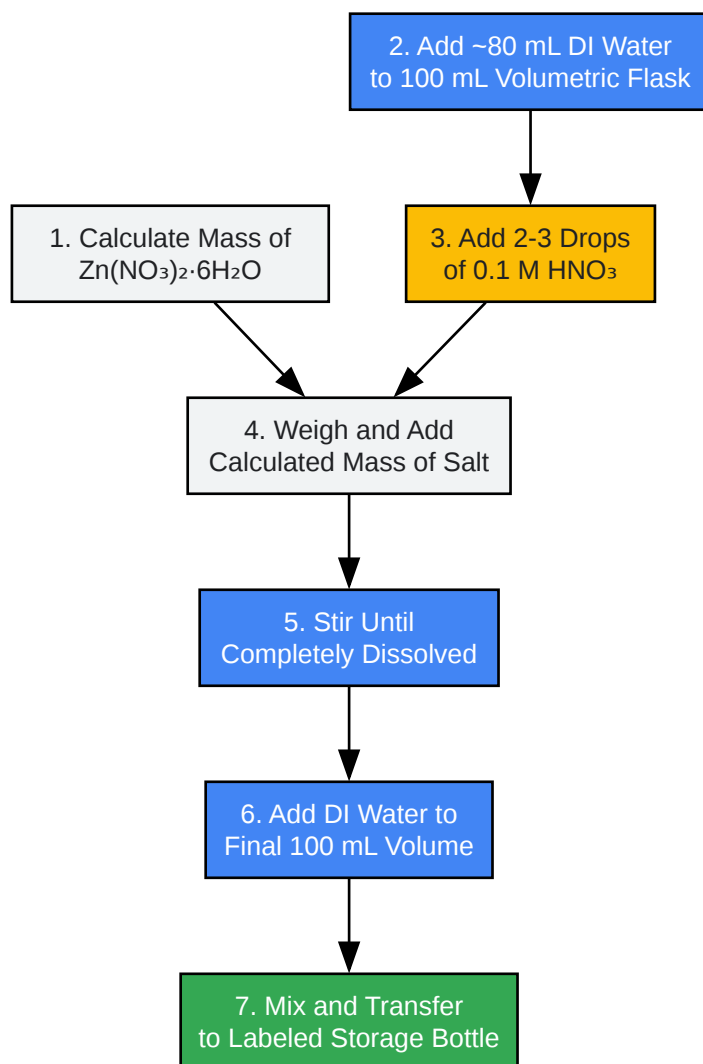 2. Add ~80 mL DI Water
to 100 mL Volumetric Flask
1. Calculate Mass of
Zn(NO₃)₂·6H₂O
3. Add 2-3 Drops
of 0.1 M HNO₃
4. Weigh and Add
Calculated Mass of Salt
5. Stir Until
Completely Dissolved
6. Add DI Water to
Final 100 mL Volume
7. Mix and Transfer
to Labeled Storage Bottle